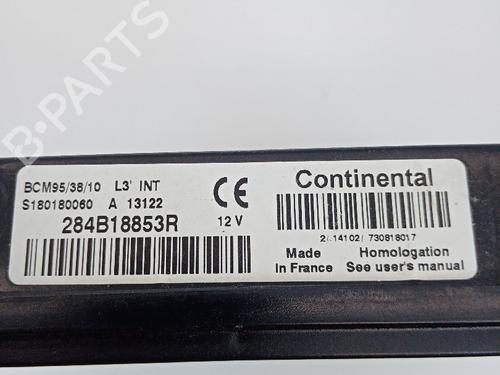 B-PARTS
BCM95/38/10 L3' INT
S180180060 A 13122
284B18853R 12 V
CE
Continental
730818017
Made in France
Homologation
See user's manual